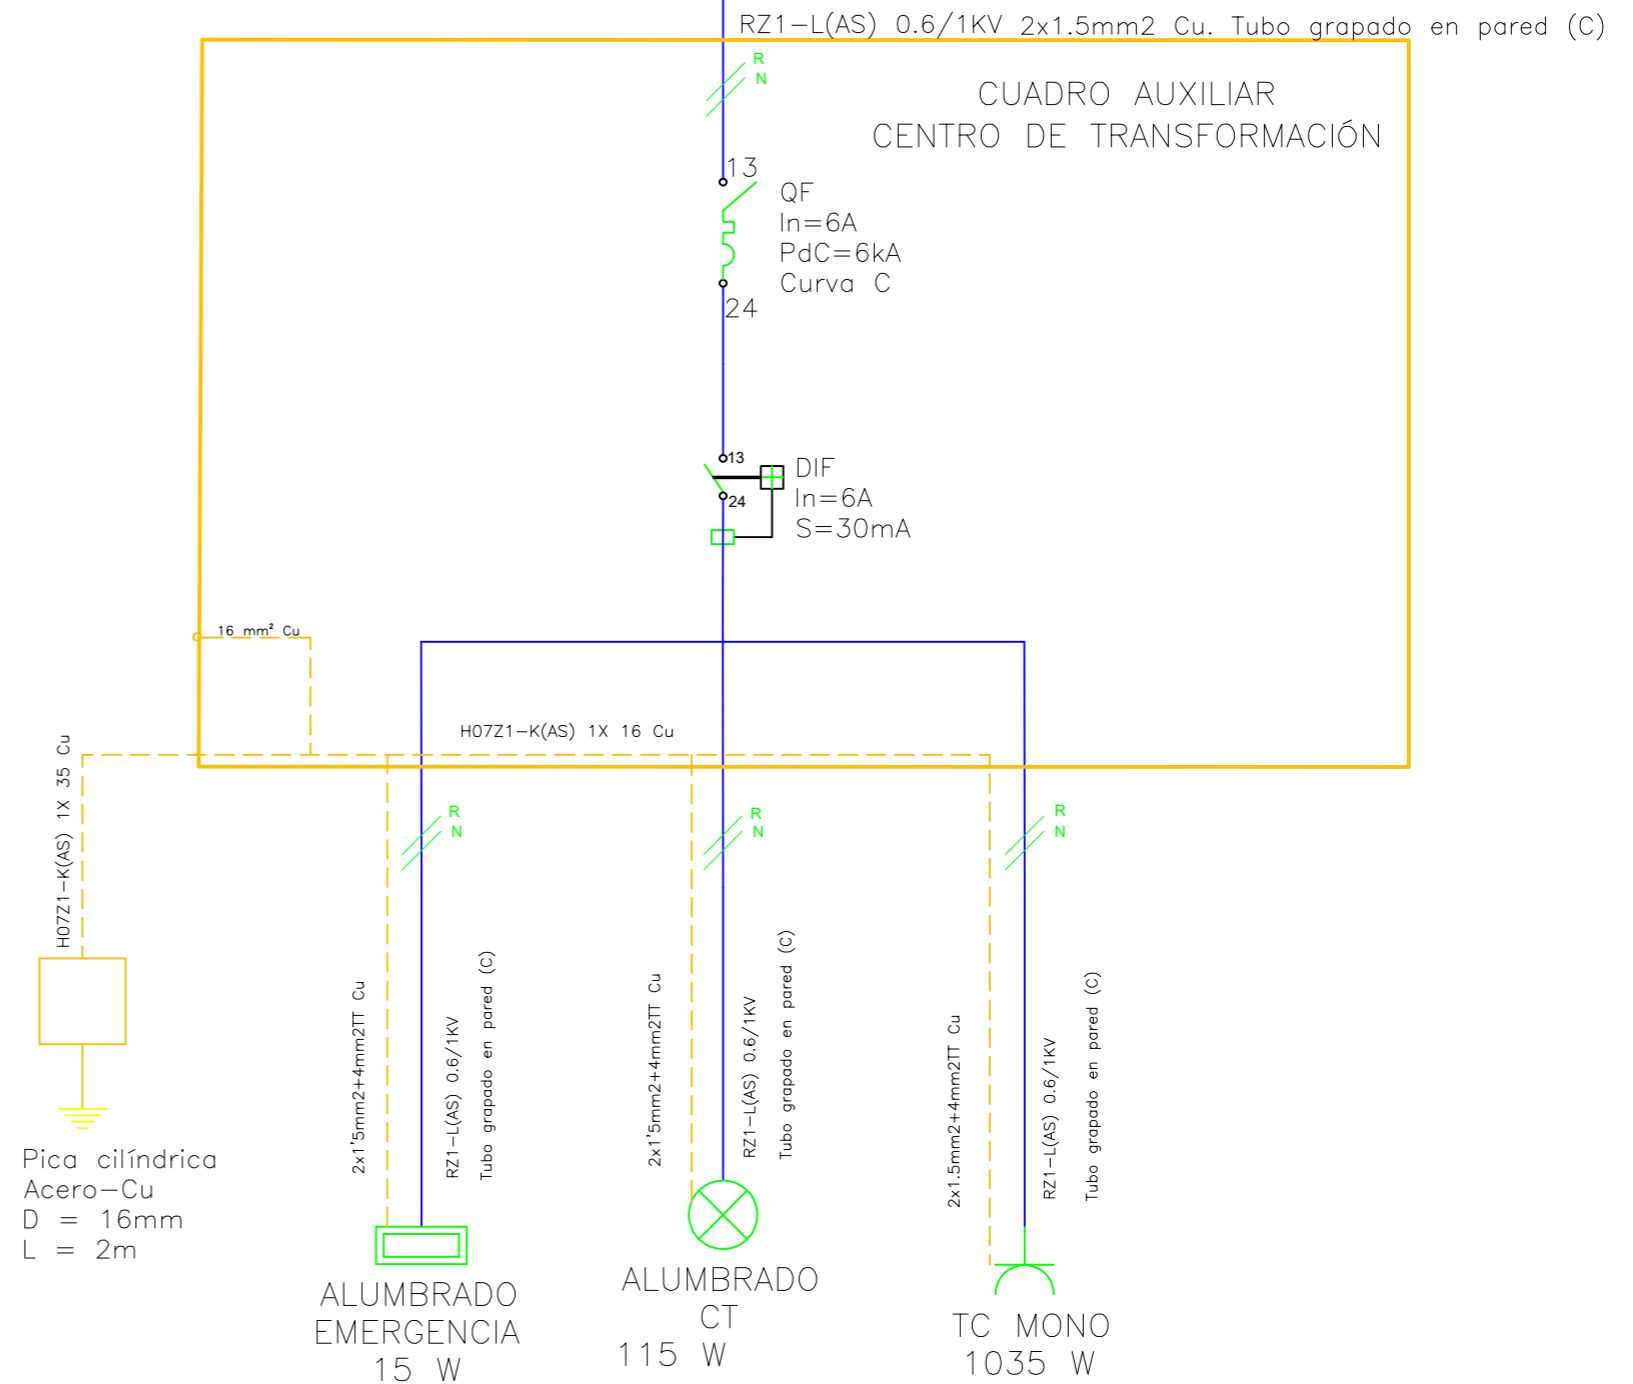 RZ1-L(AS) 0.6/1KV 2x1.5mm2 Cu. Tubo grapado en pared (C)
R
N
CUADRO AUXILIAR
CENTRO DE TRANSFORMACIÓN
13
QF
In=6A
PdC=6kA
Curva C
24
13
DIF
In=6A
S=30mA
24
16 mm² Cu
H07Z1-K(AS) 1X 16 Cu
H07Z1-K(AS) 1X 35 Cu
R
N
R
N
R
N
2x1'5mm2+4mm2TT Cu
RZ1-L(AS) 0.6/1KV
Tubo grapado en pared (C)
2x1'5mm2+4mm2TT Cu
RZ1-L(AS) 0.6/1KV
Tubo grapado en pared (C)
2x1.5mm2+4mm2TT Cu
RZ1-L(AS) 0.6/1KV
Tubo grapado en pared (C)
Pica cilíndrica
Acero-Cu
D = 16mm
L = 2m
ALUMBRADO
EMERGENCIA
15 W
ALUMBRADO
CT
115 W
TC MONO
1035 W